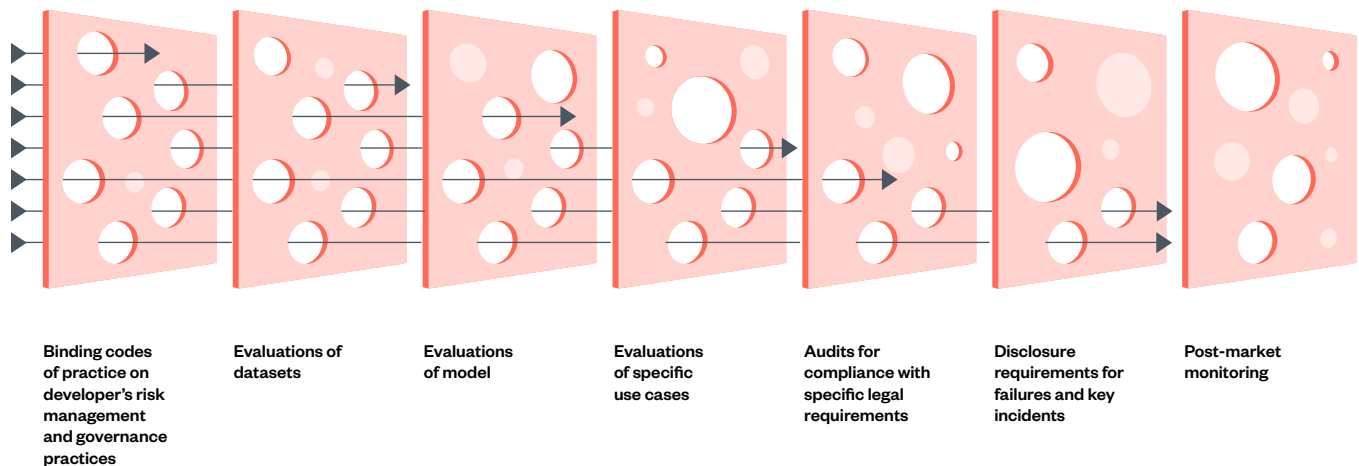 Binding codes
of practice on
developer's risk
management
and governance
practices
Evaluations of
datasets
Evaluations
of model
Evaluations
of specific
use cases
Audits for
compliance with
specific legal
requirements
Disclosure
requirements for
failures and key
incidents
Post-market
monitoring